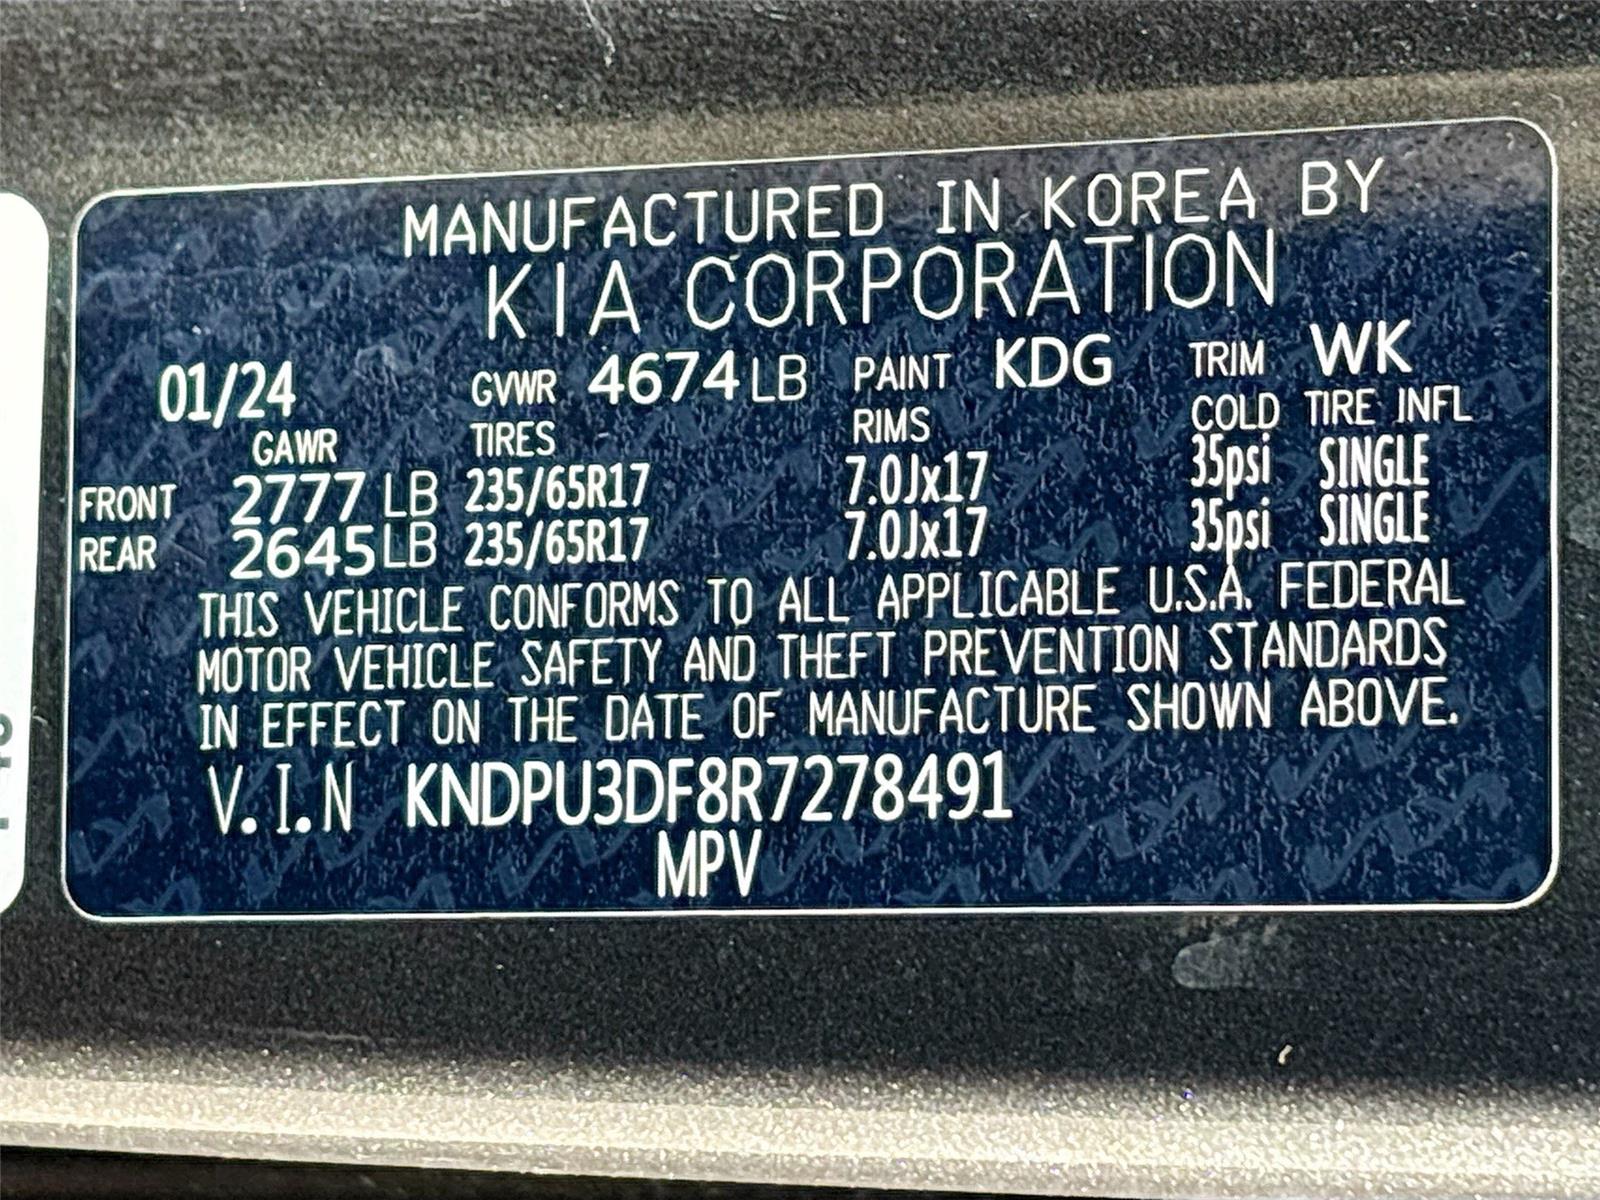 MANUFACTURED IN KOREA BY
KIA CORPORATION
01/24 GVWR 4674 LB PAINT KDG TRIM WK
GAWR TIRES RIMS COLD TIRE INFL
FRONT 2777 LB 235/65R17 7.0Jx17 35psi SINGLE
REAR 2645 LB 235/65R17 7.0Jx17 35psi SINGLE
THIS VEHICLE CONFORMS TO ALL APPLICABLE U.S.A. FEDERAL
MOTOR VEHICLE SAFETY AND THEFT PREVENTION STANDARDS
IN EFFECT ON THE DATE OF MANUFACTURE SHOWN ABOVE.
V.I.N KNDPU3DF8R7278491
MPV